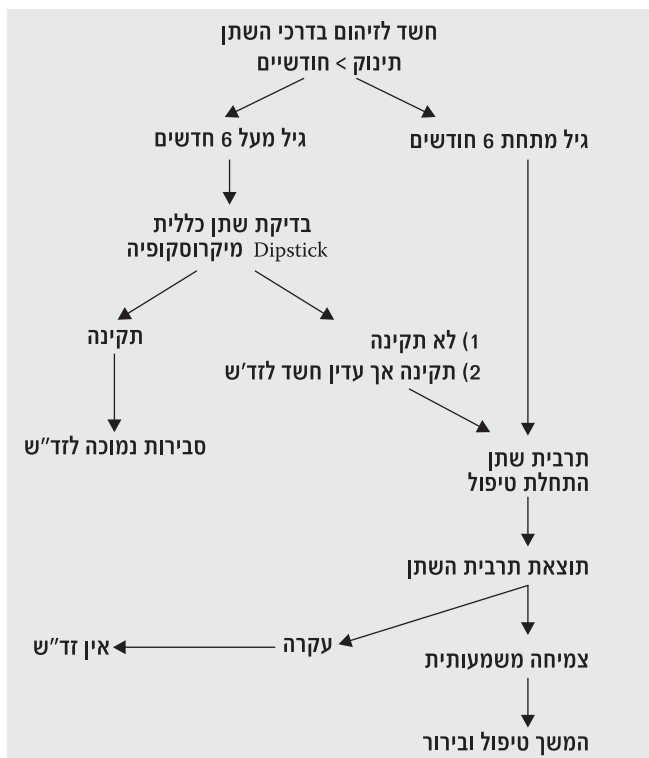 חשד לזיהום בדרכי השתן
תינוק > חודשיים
גיל מתחת 6 חודשים
גיל מעל 6 חדשים
בדיקת שתן כללית
Dipstick מיקרוסקופיה
תקינה
1) לא תקינה
2) תקינה אך עדין חשד לזד'ש
סבירות נמוכה לזד"ש
תרבית שתן
התחלת טיפול
תוצאת תרבית השתן
צמיחה משמעותית
עקרה
אין זד"ש
המשך טיפול ובירור